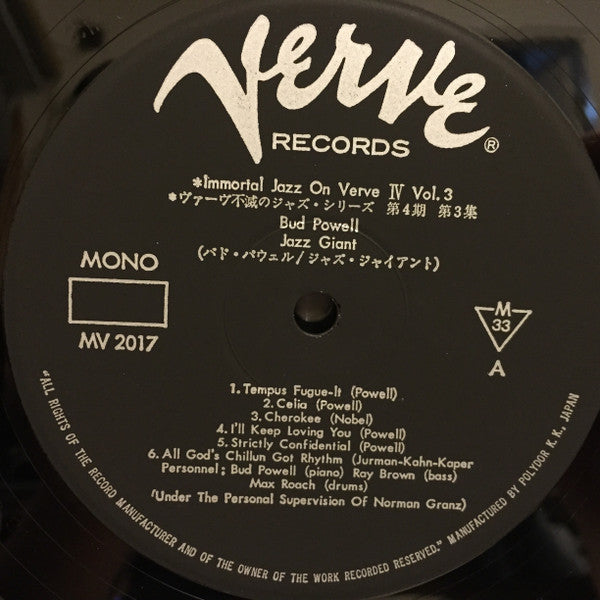 Verve
RECORDS ®
*Immortal Jazz On Verve IV Vol.3
*ヴァーヴ不滅のジャズ・シリーズ 第4期 第3集
Bud Powell
Jazz Giant
(バド・パウェル/ジャズ・ジャイアント)
MONO
MV 2017
M
33
A
1. Tempus Fugue-It (Powell)
2. Celia (Powell)
3. Cherokee (Nobel)
4. I'll Keep Loving You (Powell)
5. Strictly Confidential (Powell)
6. All God's Chillun Got Rhythm (Jurman-Kahn-Kaper
Personnel; Bud Powell (piano) Ray Brown (bass)
Max Roach (drums)
(Under The Personal Supervision Of Norman Granz)
"ALL RIGHTS OF THE RECORD MANUFACTURER AND OF THE OWNER OF THE WORK RECORDED RESERVED." MANUFACTURED BY POLYDOR K.K., JAPAN